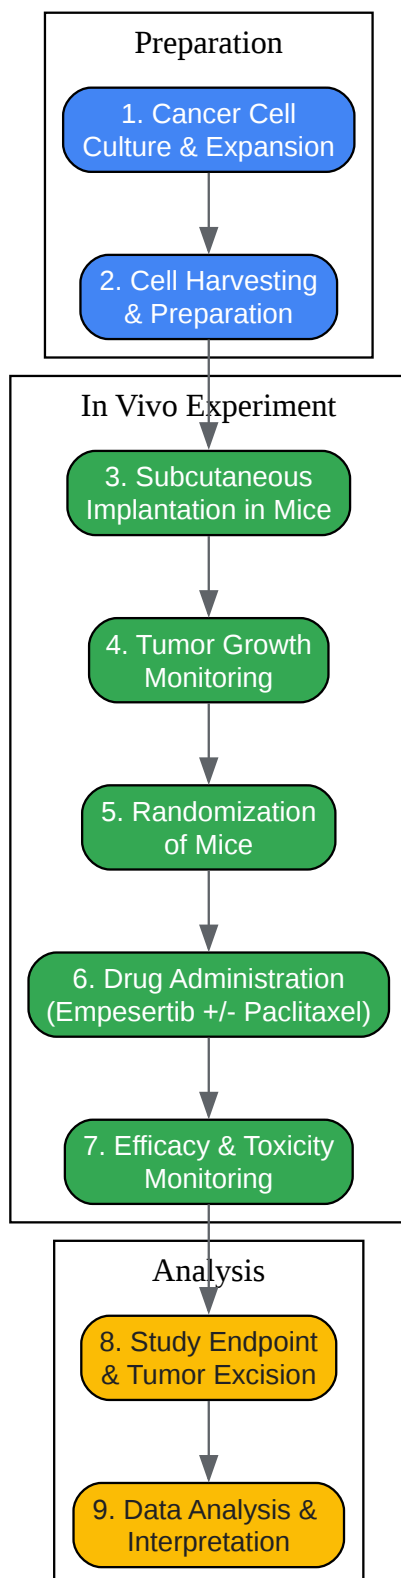 Preparation
1. Cancer Cell
Culture & Expansion
2. Cell Harvesting
& Preparation
In Vivo Experiment
3. Subcutaneous
Implantation in Mice
4. Tumor Growth
Monitoring
5. Randomization
of Mice
6. Drug Administration
(Empesertib +/- Paclitaxel)
7. Efficacy & Toxicity
Monitoring
Analysis
8. Study Endpoint
& Tumor Excision
9. Data Analysis &
Interpretation